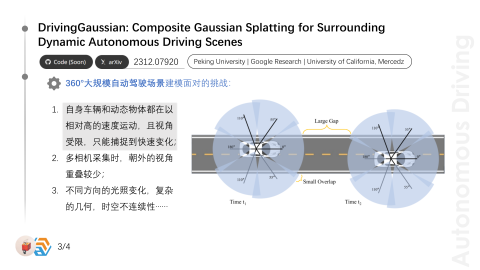 DrivingGaussian: Composite Gaussian Splatting for Surrounding
Dynamic Autonomous Driving Scenes
Code (Soon)
arXiv
2312.07920
Peking University | Google Research | University of California, Mercedz
360°大规模自动驾驶场景建模面对的挑战:
1. 自身车辆和动态物体都在以
相对高的速度运动，且视角
受限，只能捕捉到快速变化;
2. 多相机采集时，朝外的视角
重叠较少;
3. 不同方向的光照变化，复杂
的几何，时空不连续性······
Large Gap
Small Overlap
Time t₁
Time t₂
Autonomous Driving
3/4